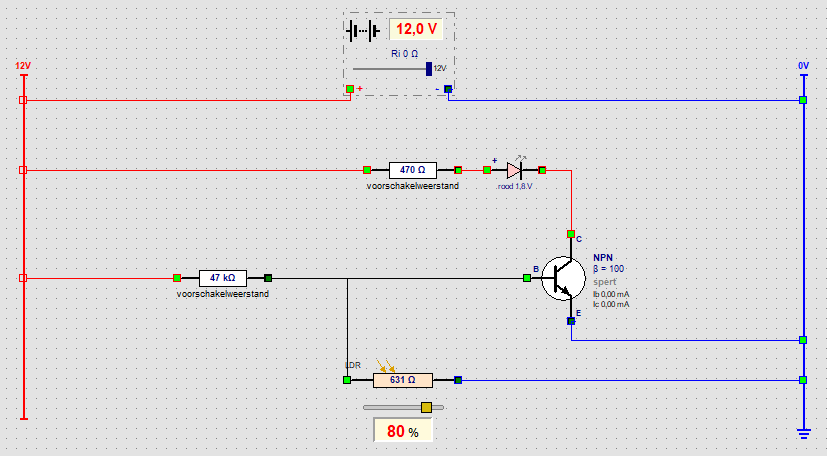 12,0 V
Ri 0 Ω
12V
12V
0V
+
-
470 Ω
+
voorschakelweerstand
rood 1,8 V
C
NPN
B
β = 100
47 kΩ
spert
voorschakelweerstand
Ib 0,00 mA
Ic 0,00 mA
E
LDR
631 Ω
80 %